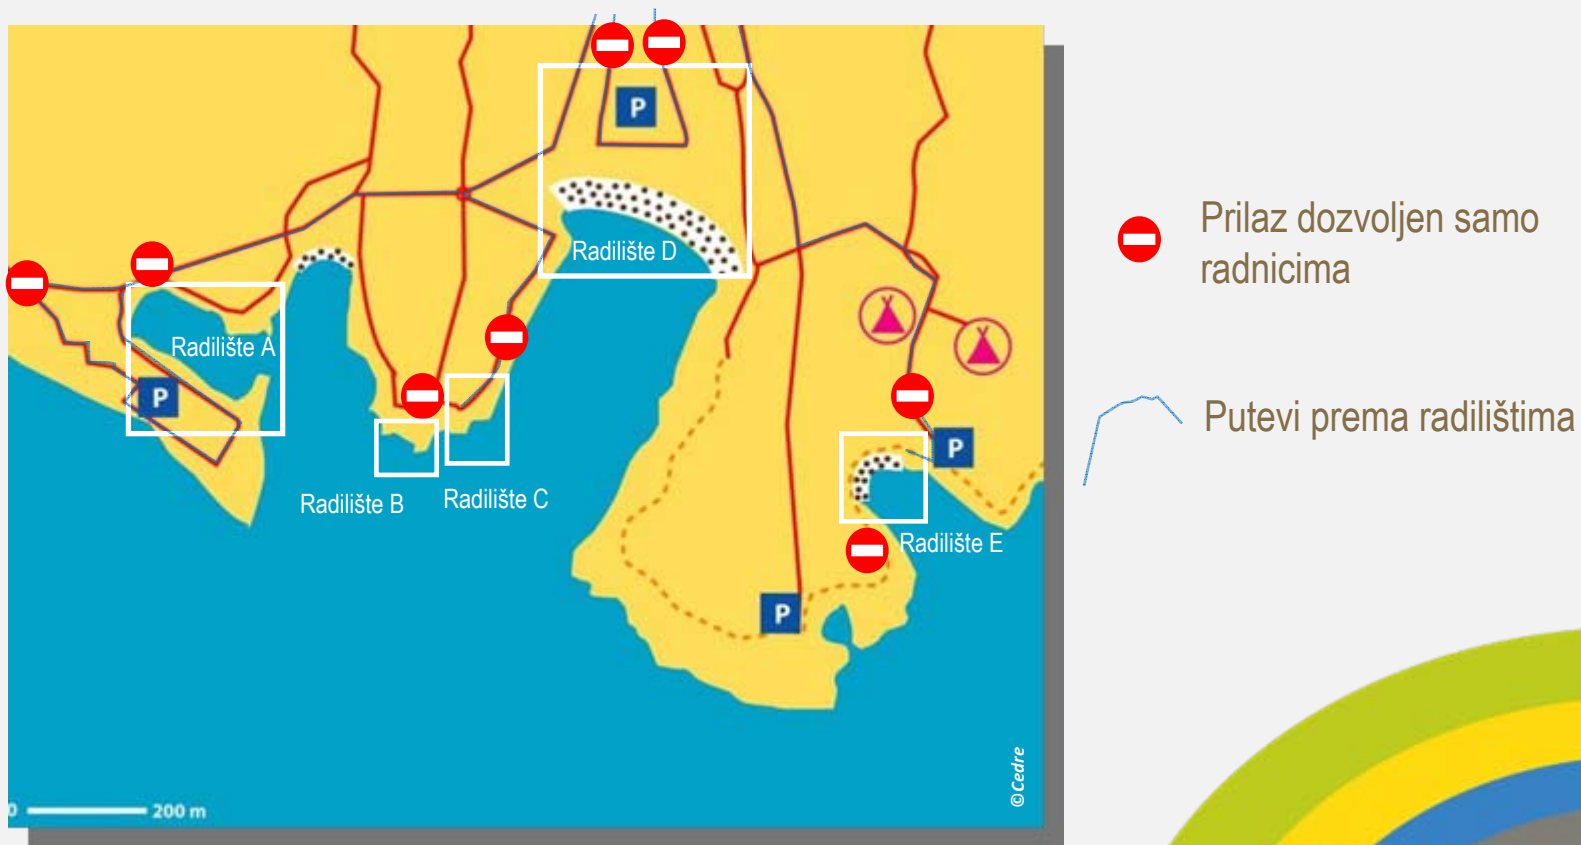 P
Radilište D
Radilište A
P
Radilište B
Radilište C
P
Radilište E
P
©Cedre
0
200 m
Prilaz dozvoljen samo
radnicima
Putevi prema radilištima